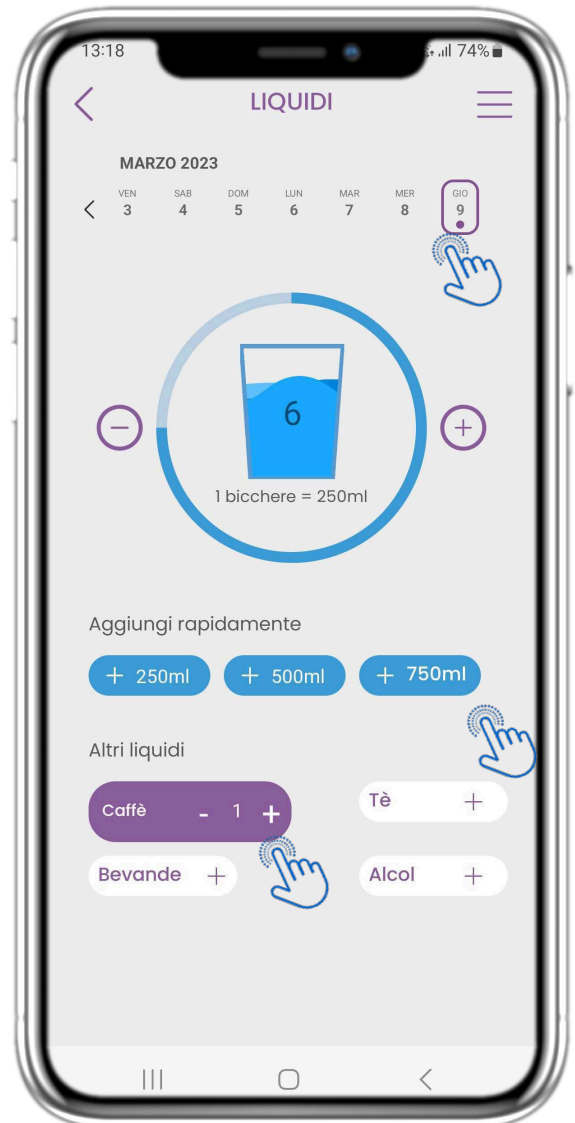 13:18 74%
LIQUIDI
MARZO 2023
VEN SAB DOM LUN MAR MER GIO
3 4 5 6 7 8 9
6
1 bicchere = 250ml
Aggiungi rapidamente
+ 250ml + 500ml + 750ml
Altri liquidi
Caffè - 1 + Tè +
Bevande + Alcol +